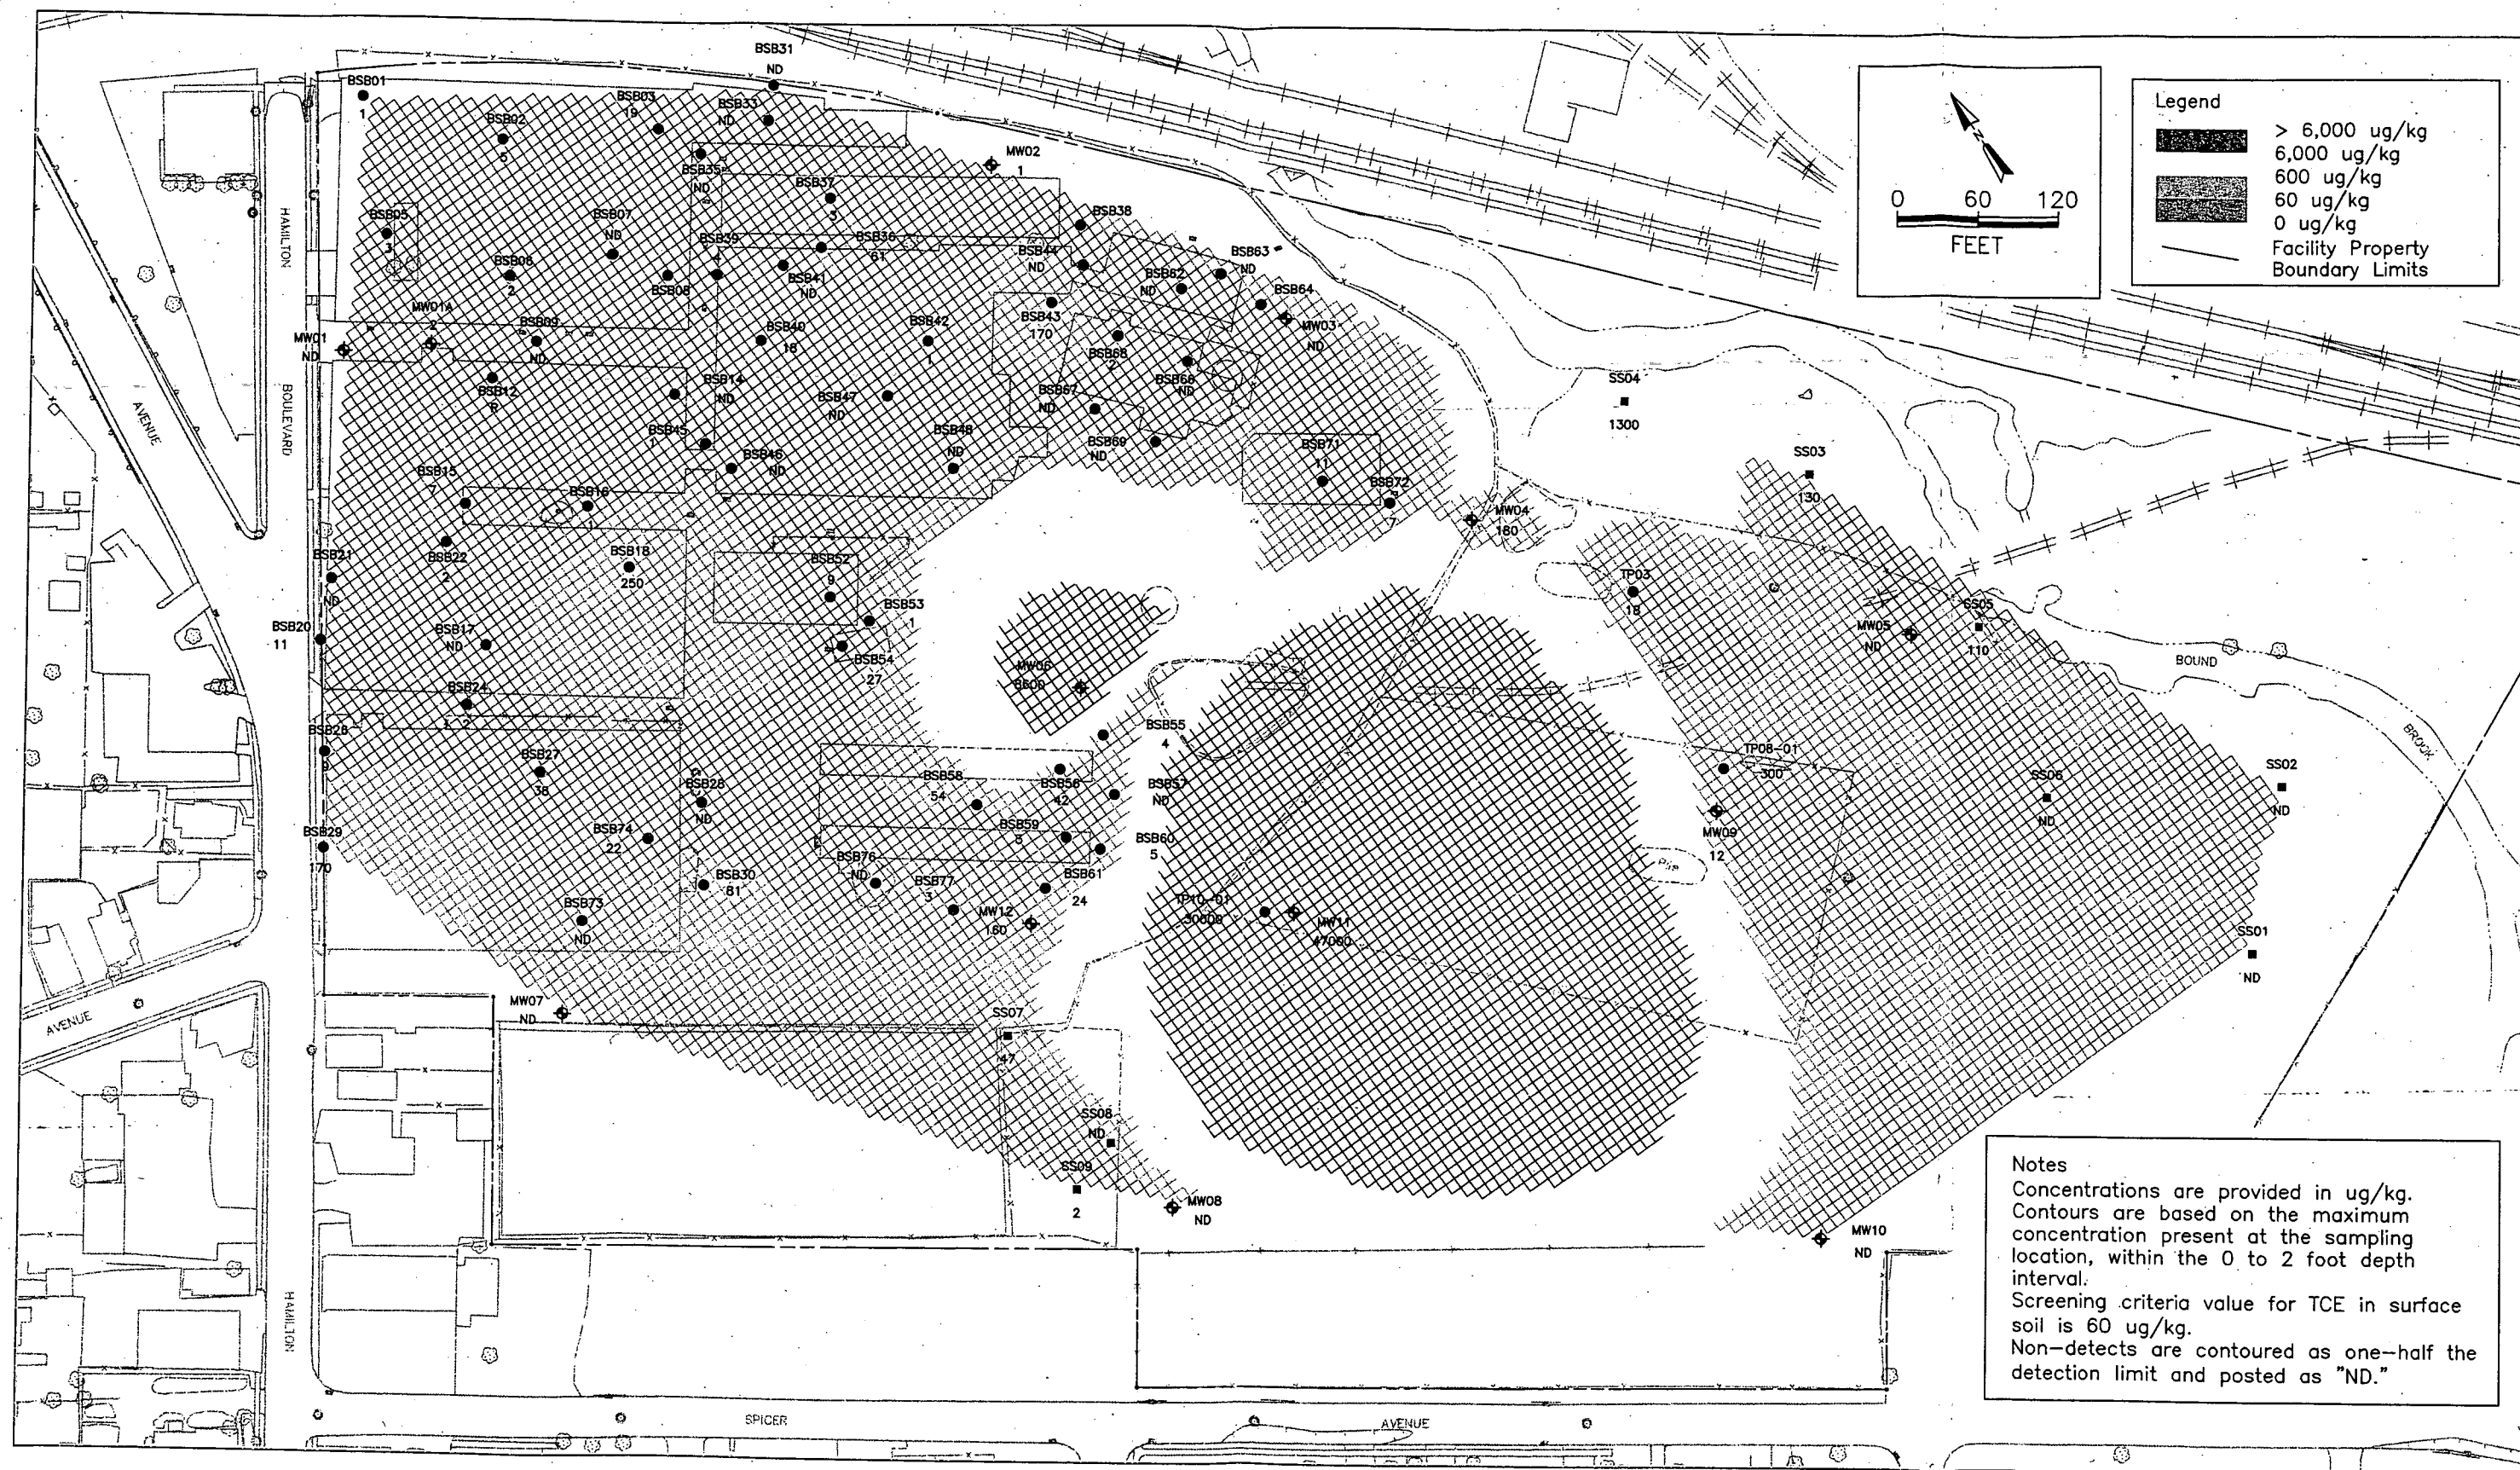 BSB31
ND
BSB01
1
BSB02
5
BSB03
19
BSB33
ND
BSB35
ND
MW02
1
BSB37
3
BSB38
BSB05
3
BSB07
ND
BSB39
4
BSB36
61
BSB41
ND
BSB44
ND
BSB63
ND
BSB62
ND
BSB64
BSB06
2
BSB08
MW01A
2
MW01
ND
BSB09
ND
BSB40
18
BSB42
1
BSB43
170
MW03
ND
BSB68
2
BSB66
ND
BSB12
R
BSB14
ND
BSB47
ND
BSB67
ND
BSB45
1
BSB46
ND
BSB48
ND
BSB69
ND
BSB71
11
BSB72
7
SS04
1300
SS03
130
BSB15
7
BSB16
1
MW04
180
BSB22
2
BSB21
ND
BSB18
250
BSB52
9
BSB53
1
TP03
18
SS05
110
MW05
ND
BSB20
11
BSB17
ND
BSB54
27
MW06
8600
BSB24
2
BSB26
9
BSB55
4
BSB27
38
BSB28
ND
BSB58
54
BSB56
42
BSB57
ND
TP08-01
300
SS06
ND
SS02
ND
BSB29
170
BSB74
22
BSB59
3
BSB60
5
MW09
12
BSB76
ND
BSB30
81
BSB77
3
BSB61
24
BSB73
ND
MW12
160
TP10-01
30000
MW11
47000
Pile
SS01
ND
MW07
ND
SS07
47
SS08
ND
SS09
2
MW08
ND
MW10
ND
HAMILTON
BOULEVARD
AVENUE
AVENUE
HAMILTON
SPICER
AVENUE
BOUND
BROOK
N
0 60 120
FEET
Legend
> 6,000 ug/kg
6,000 ug/kg
600 ug/kg
60 ug/kg
0 ug/kg
Facility Property
Boundary Limits
Notes
Concentrations are provided in ug/kg.
Contours are based on the maximum
concentration present at the sampling
location, within the 0 to 2 foot depth
interval.
Screening criteria value for TCE in surface
soil is 60 ug/kg.
Non-detects are contoured as one-half the
detection limit and posted as "ND."